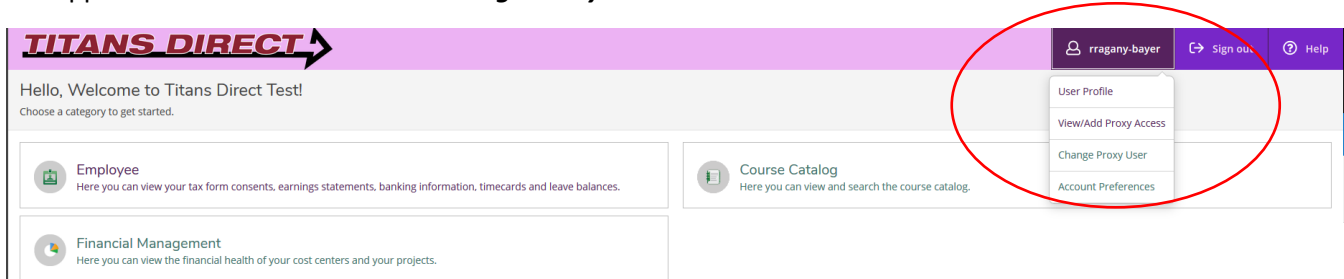 TITANS DIRECT
rragany-bayer
Sign out
Help
Hello, Welcome to Titans Direct Test!
Choose a category to get started.
User Profile
View/Add Proxy Access
Change Proxy User
Account Preferences
Employee
Here you can view your tax form consents, earnings statements, banking information, timecards and leave balances.
Course Catalog
Here you can view and search the course catalog.
Financial Management
Here you can view the financial health of your cost centers and your projects.